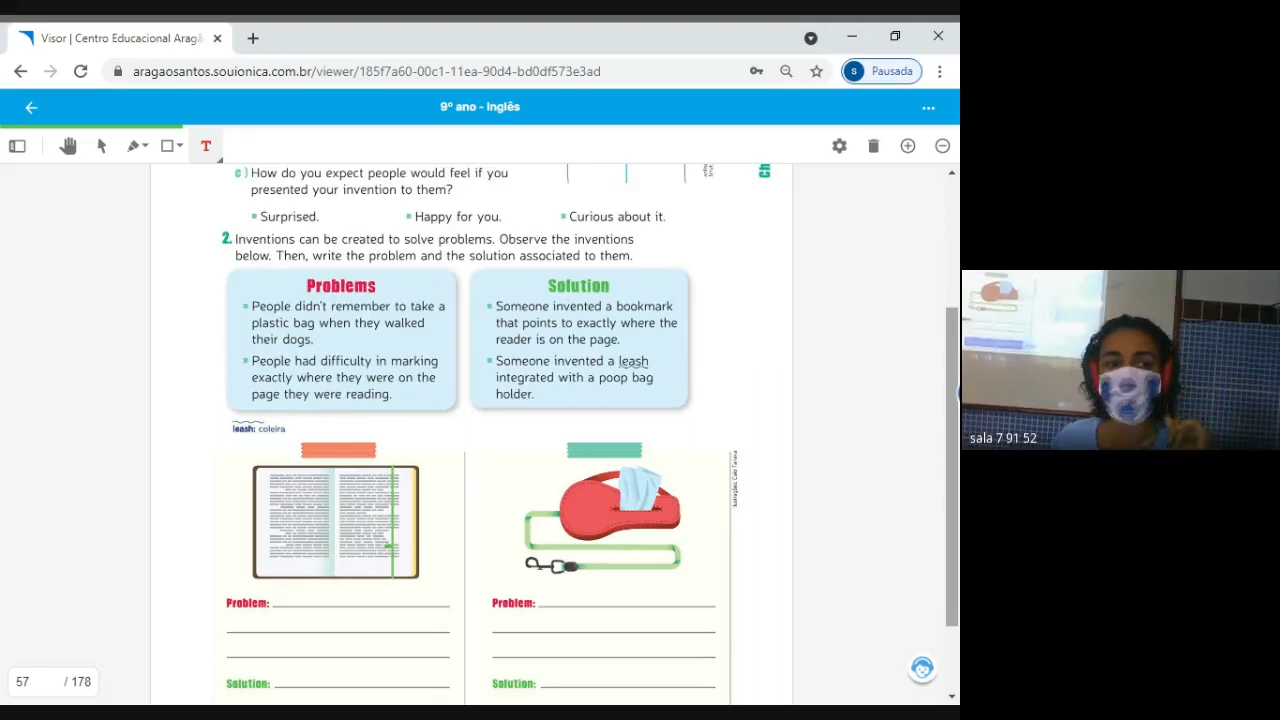 Visor | Centro Educacional Aragã
aragaosantos.souionica.com.br/viewer/185f7a60-00c1-11ea-90d4-bd0df573e3ad
S Pausada
9º ano - Inglês
T
c) How do you expect people would feel if you
presented your invention to them?
Surprised. Happy for you. Curious about it.
2. Inventions can be created to solve problems. Observe the inventions
below. Then, write the problem and the solution associated to them.
Problems
People didn't remember to take a
plastic bag when they walked
their dogs.
People had difficulty in marking
exactly where they were on the
page they were reading.
Solution
Someone invented a bookmark
that points to exactly where the
reader is on the page.
Someone invented a leash
integrated with a poop bag
holder.
leash: coleira
Problem:
Solution:
Problem:
Solution:
57 / 178
sala 7 91 52